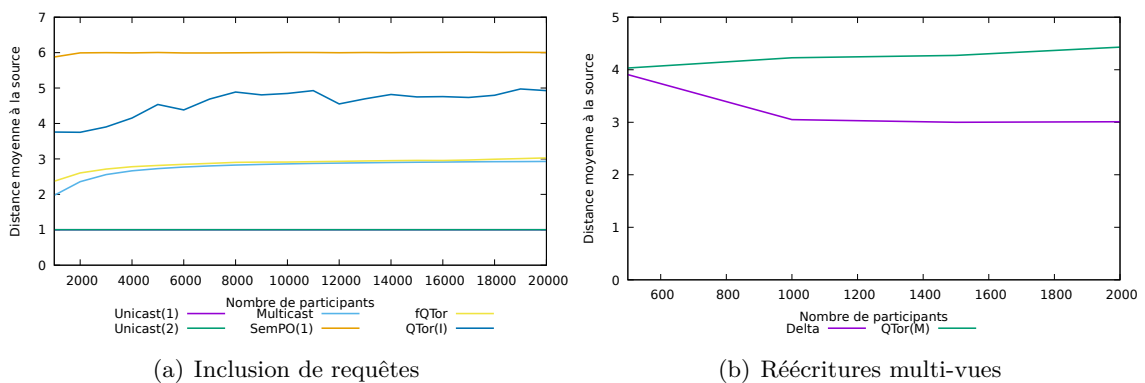 7
6
5
4
3
2
1
0
Distance moyenne à la source
2000 4000 6000 8000 10000 12000 14000 16000 18000 20000
Nombre de participants
Unicast(1) Multicast fQTor
Unicast(2) SemPO(1) QTor(I)
(a) Inclusion de requêtes
5
4
3
2
1
0
Distance moyenne à la source
600 800 1000 1200 1400 1600 1800 2000
Nombre de participants
Delta QTor(M)
(b) Réécritures multi-vues